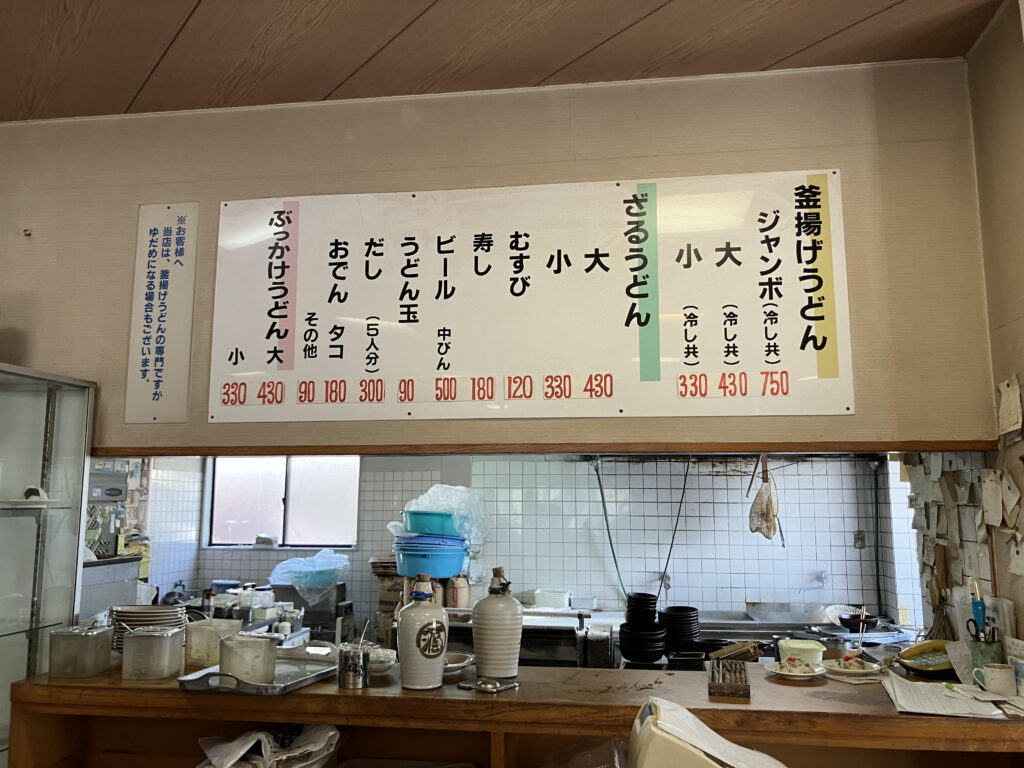 釜揚げうどん
ジャンボ(冷し共) 750
大(冷し共) 430
小(冷し共) 330
ざるうどん
大 430
小 330
むすび 120
寿し 180
ビール 中びん 500
うどん玉 90
だし(5人分) 300
おでん タコ 180
その他 90
ぶっかけうどん 大 430
小 330
※お客様へ
当店は、釜揚げうどんの専門ですが
ゆだめになる場合もございます。